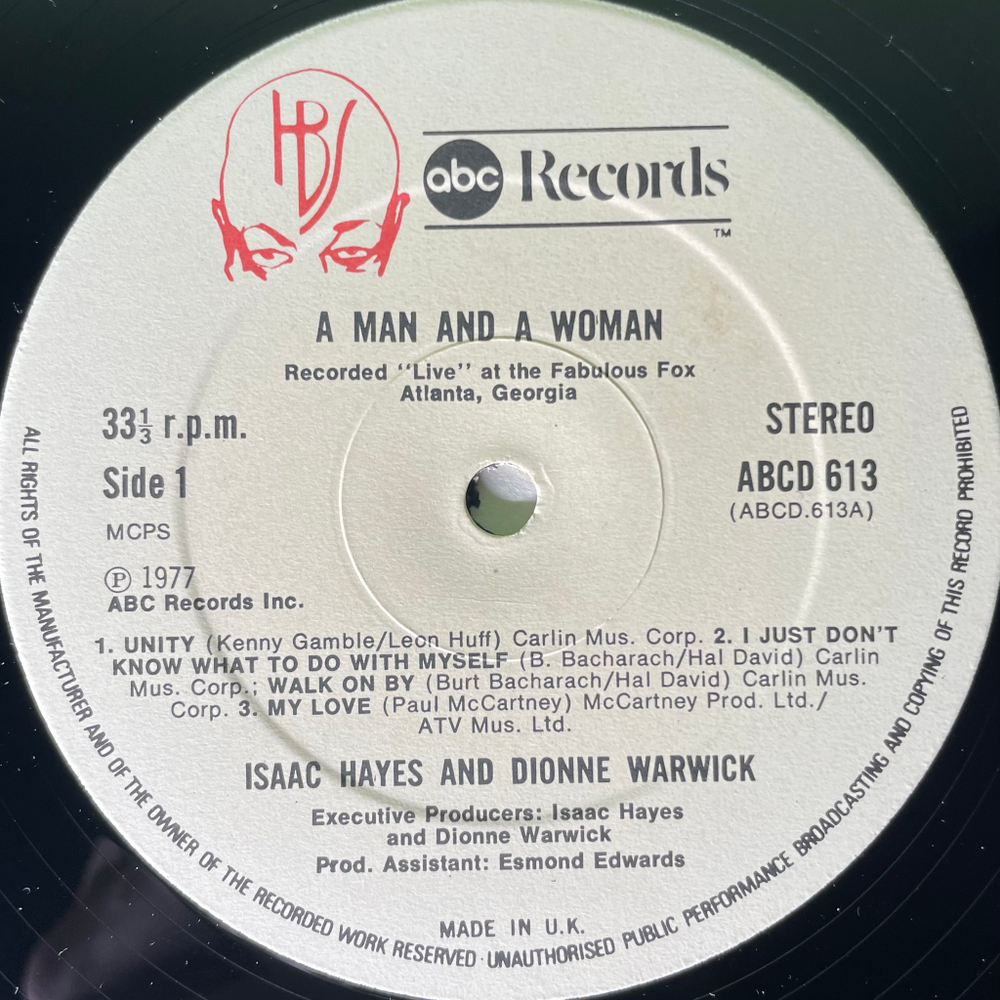 HBS
abc Records
TM
A MAN AND A WOMAN
Recorded "Live" at the Fabulous Fox
Atlanta, Georgia
33⅓ r.p.m.
STEREO
Side 1
ABCD 613
(ABCD.613A)
MCPS
Ⓟ 1977
ABC Records Inc.
1. UNITY (Kenny Gamble/Leon Huff) Carlin Mus. Corp. 2. I JUST DON'T
KNOW WHAT TO DO WITH MYSELF (B. Bacharach/Hal David) Carlin
Mus. Corp.; WALK ON BY (Burt Bacharach/Hal David) Carlin Mus.
Corp. 3. MY LOVE (Paul McCartney) McCartney Prod. Ltd./
ATV Mus. Ltd.
ISAAC HAYES AND DIONNE WARWICK
Executive Producers: Isaac Hayes
and Dionne Warwick
Prod. Assistant: Esmond Edwards
MADE IN U.K.
ALL RIGHTS OF THE MANUFACTURER AND OF THE OWNER OF THE RECORDED WORK RESERVED · UNAUTHORISED PUBLIC PERFORMANCE BROADCASTING AND COPYING OF THIS RECORD PROHIBITED